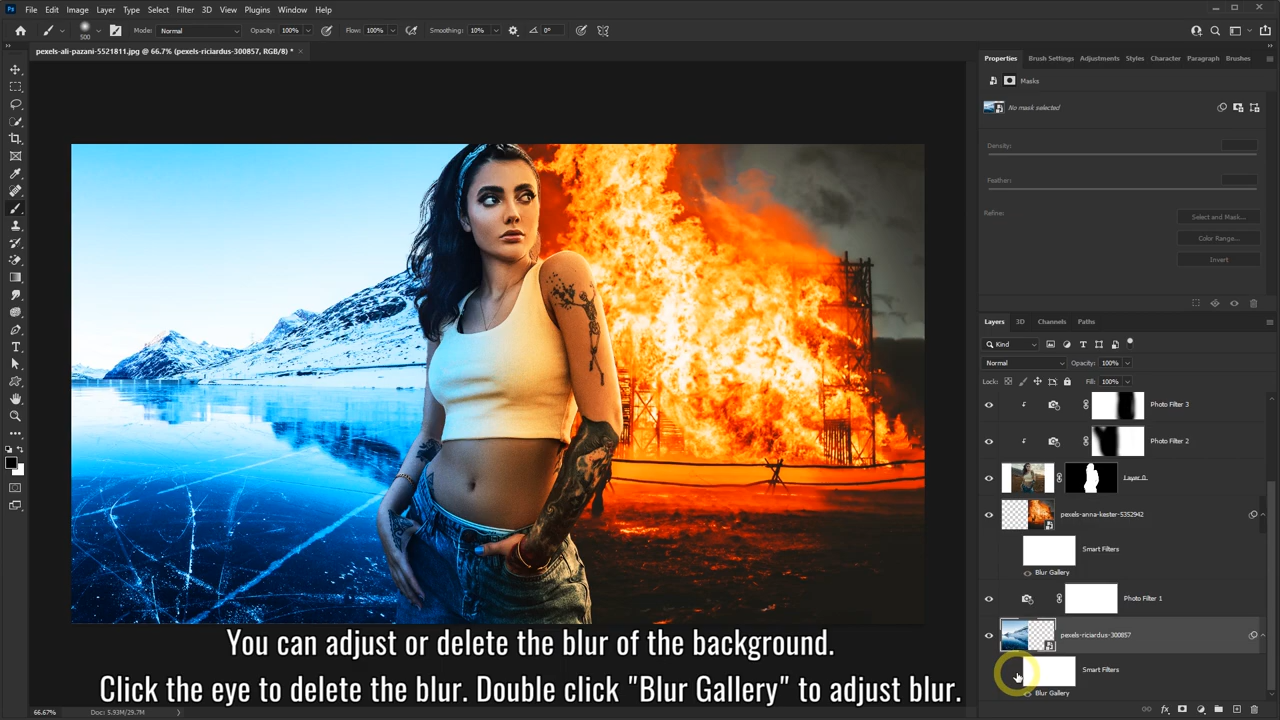 Ps File Edit Image Layer Type Select Filter 3D View Plugins Window Help
500 Mode: Normal Opacity: 100% Flow: 100% Smoothing: 10% 0°
pexels-ali-pazani-5521811.jpg @ 66.7% (pexels-riciardus-300857, RGB/8) *
Properties Brush Settings Adjustments Styles Character Paragraph Brushes
Masks
No mask selected
Density:
Feather:
Refine:
Select and Mask...
Color Range...
Invert
Layers 3D Channels Paths
Kind
Normal Opacity: 100%
Lock: Fill: 100%
Photo Filter 3
Photo Filter 2
Layer 0
pexels-anna-kester-5352942
Smart Filters
Blur Gallery
Photo Filter 1
pexels-riciardus-300857
Smart Filters
Blur Gallery
You can adjust or delete the blur of the background.
Click the eye to delete the blur. Double click "Blur Gallery" to adjust blur.
66.67% Doc: 5.93M/29.7M